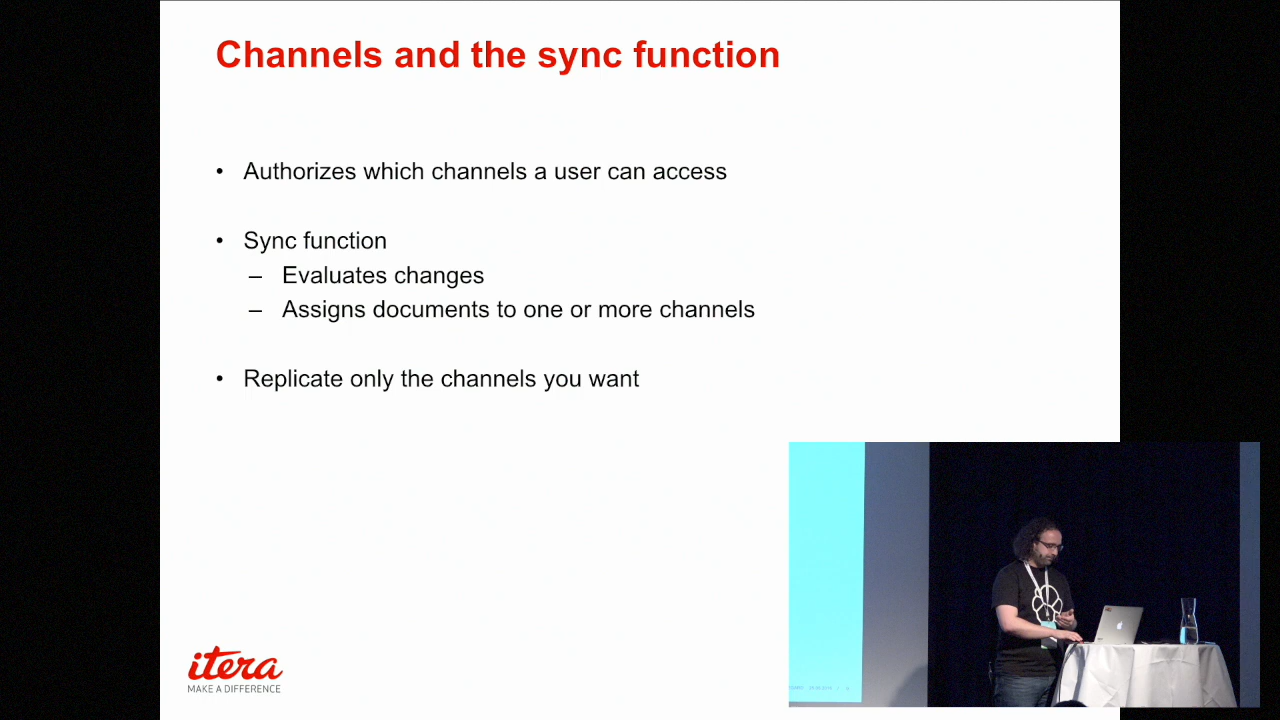 Channels and the sync function
• Authorizes which channels a user can access
• Sync function
– Evaluates changes
– Assigns documents to one or more channels
• Replicate only the channels you want
itera
MAKE A DIFFERENCE